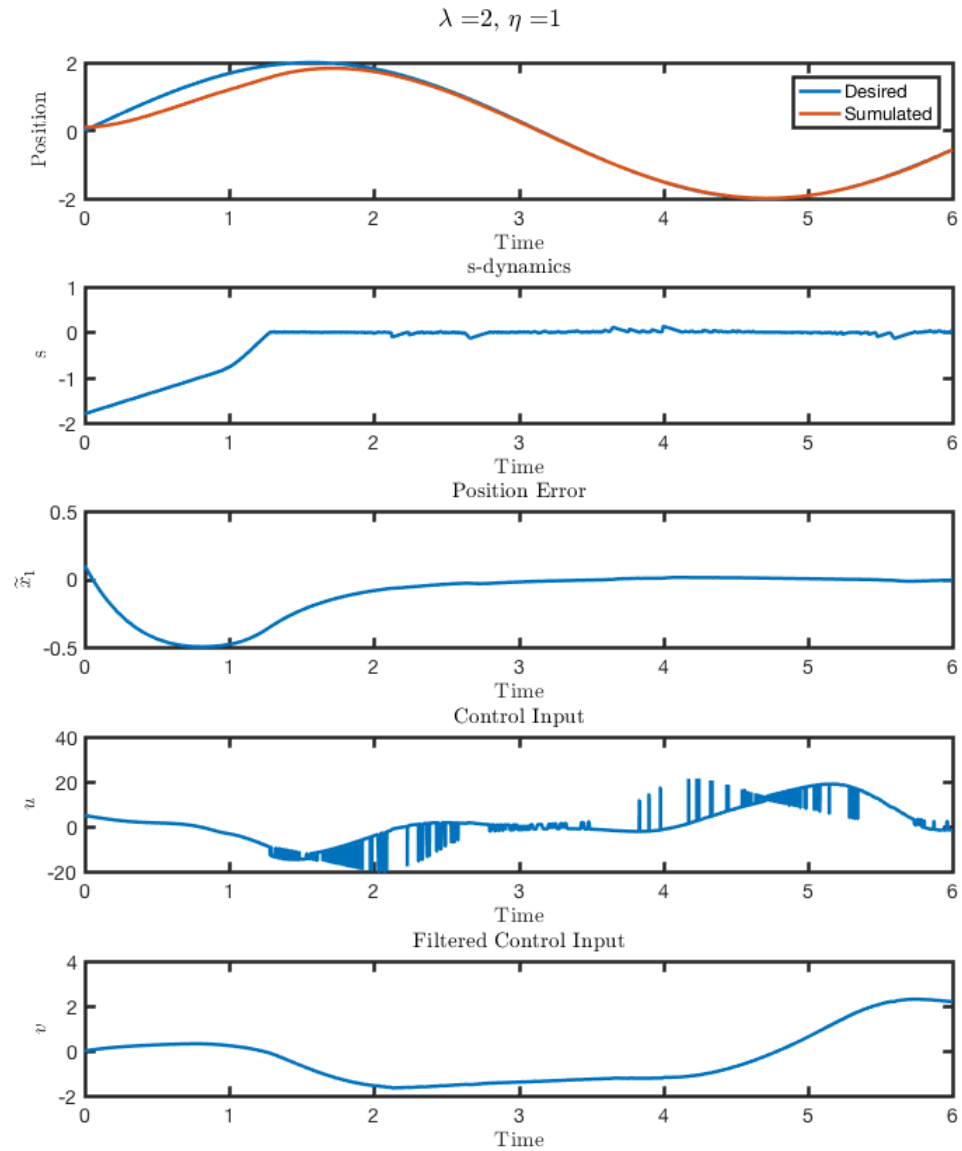 λ =2, η =1
2
0
-2
Position
Desired
Sumulated
0 1 2 3 4 5 6
Time
s-dynamics
1
0
-1
-2
s
0 1 2 3 4 5 6
Time
Position Error
0.5
0
-0.5
x̃₁
0 1 2 3 4 5 6
Time
Control Input
40
20
0
-20
u
0 1 2 3 4 5 6
Time
Filtered Control Input
4
2
0
-2
v
0 1 2 3 4 5 6
Time